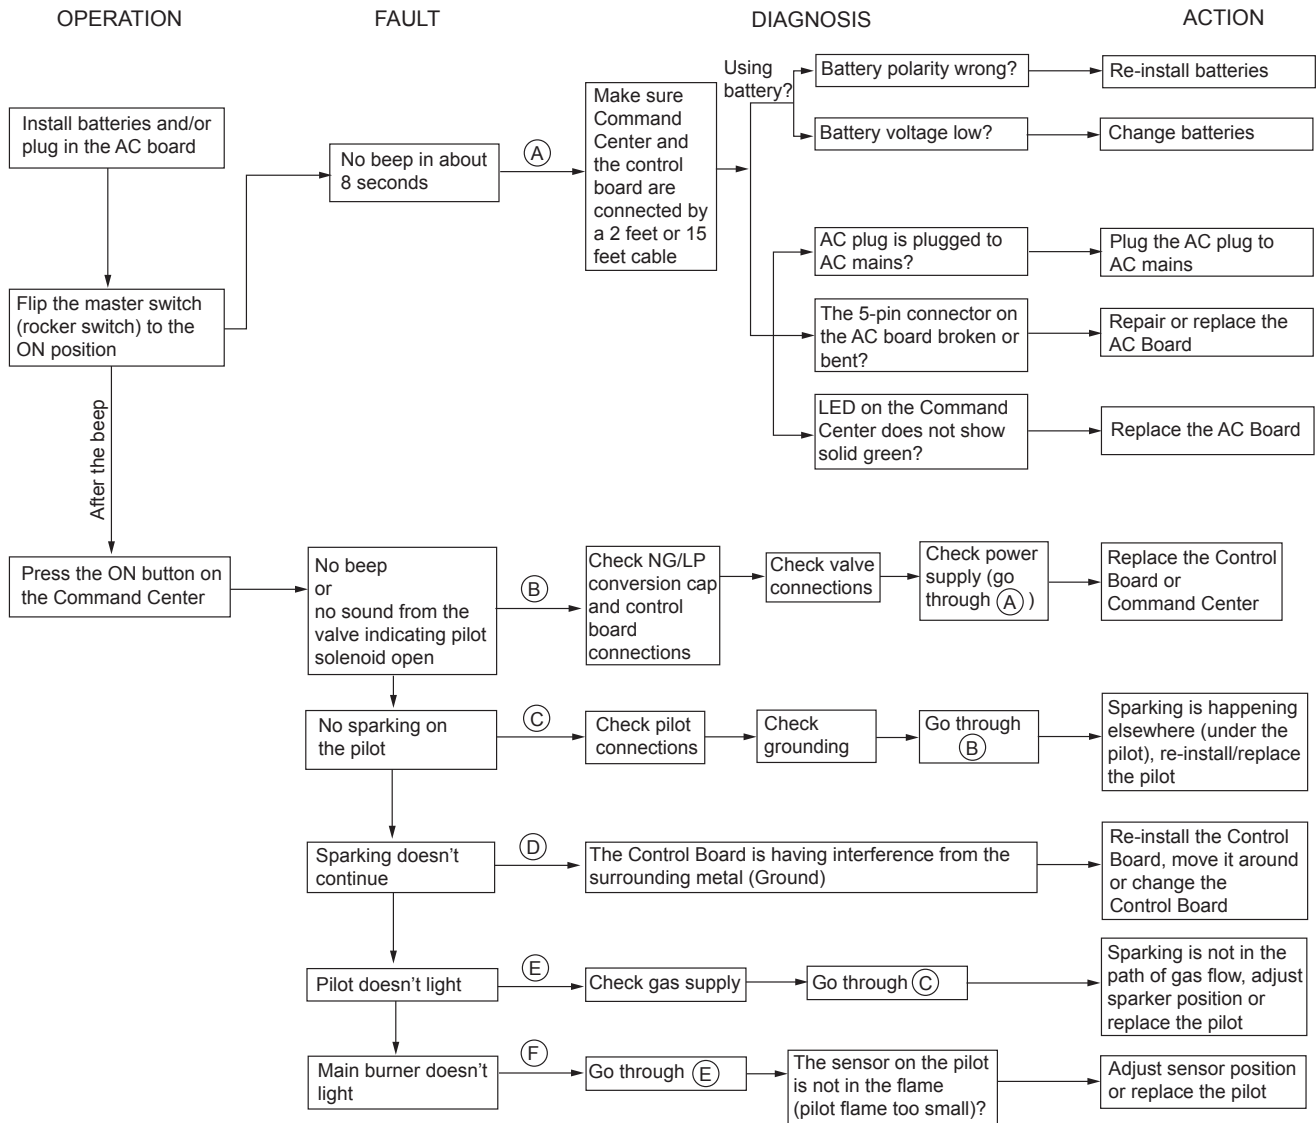 OPERATION
FAULT
DIAGNOSIS
ACTION
Install batteries and/or
plug in the AC board
Flip the master switch
(rocker switch) to the
ON position
After the beep
Press the ON button on
the Command Center
No beep in about
8 seconds
A
Make sure
Command
Center and
the control
board are
connected by
a 2 feet or 15
feet cable
Using
battery?
Battery polarity wrong?
Re-install batteries
Battery voltage low?
Change batteries
AC plug is plugged to
AC mains?
Plug the AC plug to
AC mains
The 5-pin connector on
the AC board broken or
bent?
Repair or replace the
AC Board
LED on the Command
Center does not show
solid green?
Replace the AC Board
No beep
or
no sound from the
valve indicating pilot
solenoid open
B
Check NG/LP
conversion cap
and control
board
connections
Check valve
connections
Check power
supply (go
through A )
Replace the Control
Board or
Command Center
No sparking on
the pilot
C
Check pilot
connections
Check
grounding
Go through
B
Sparking is happening
elsewhere (under the
pilot), re-install/replace
the pilot
Sparking doesn't
continue
D
The Control Board is having interference from the
surrounding metal (Ground)
Re-install the Control
Board, move it around
or change the
Control Board
Pilot doesn't light
E
Check gas supply
Go through C
Sparking is not in the
path of gas flow, adjust
sparker position or
replace the pilot
Main burner doesn't
light
F
Go through E
The sensor on the pilot
is not in the flame
(pilot flame too small)?
Adjust sensor position
or replace the pilot